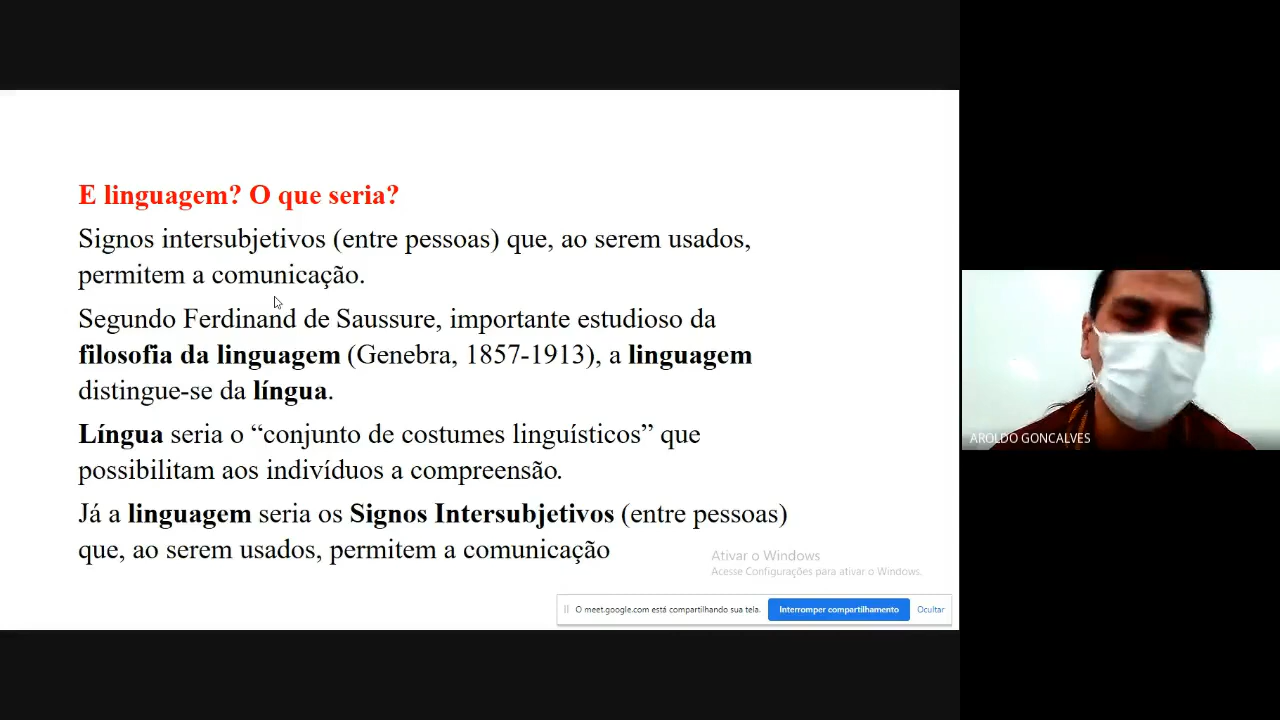 E linguagem? O que seria?
Signos intersubjetivos (entre pessoas) que, ao serem usados,
permitem a comunicação.
Segundo Ferdinand de Saussure, importante estudioso da
filosofia da linguagem (Genebra, 1857-1913), a linguagem
distingue-se da língua.
Língua seria o “conjunto de costumes linguísticos” que
possibilitam aos indivíduos a compreensão.
Já a linguagem seria os Signos Intersubjetivos (entre pessoas)
que, ao serem usados, permitem a comunicação
Ativar o Windows
Acesse Configurações para ativar o Windows.
O meet.google.com está compartilhando sua tela.
Interromper compartilhamento
Ocultar
AROLDO GONCALVES